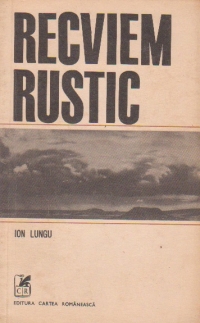 RECVIEM
RUSTIC
ION LUNGU
CR
EDITURA CARTEA ROMÂNEASCĂ